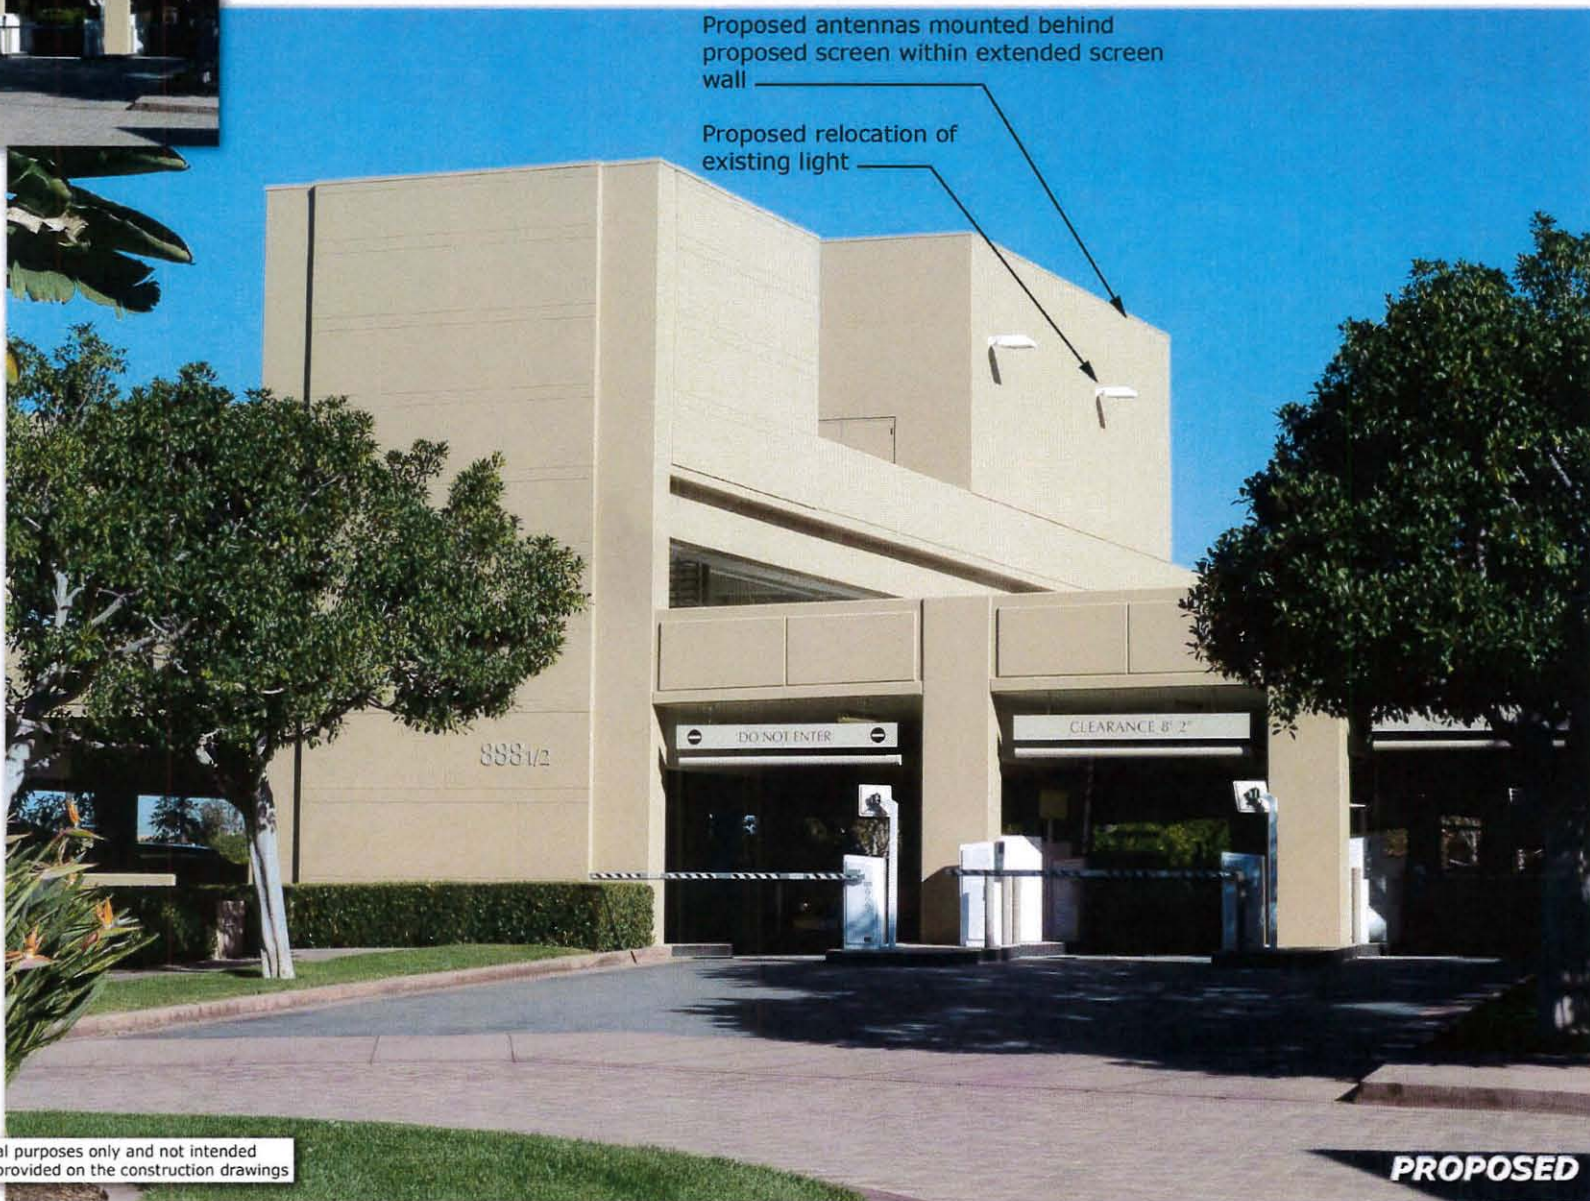 Proposed antennas mounted behind
proposed screen within extended screen
wall
Proposed relocation of
existing light
DO NOT ENTER
CLEARANCE 8' 2"
888 1/2
al purposes only and not intended
provided on the construction drawings
PROPOSED